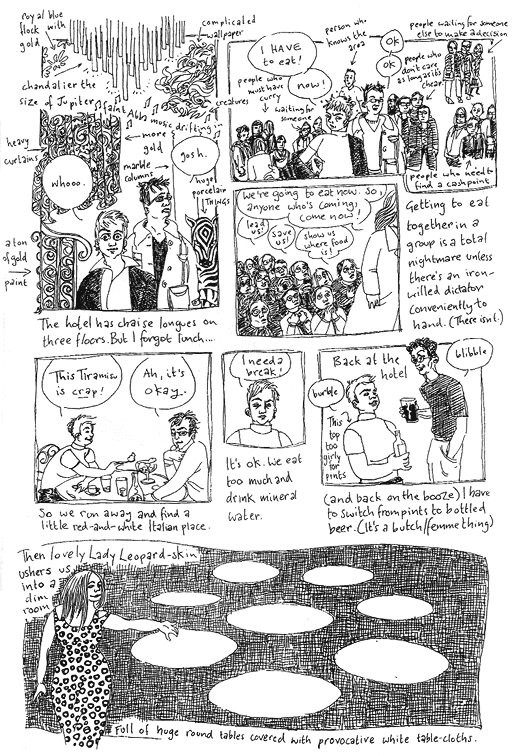 royal blue
flock with
gold
complicated
wallpaper
chandalier the
size of Jupiter
faint Abba music drifting
creatures
more
gold
heavy
curtains
marble
columns
gosh.
huge
porcelain
THINGS
whooo.
a ton
of gold
paint
The hotel has chaise longues on
three floors. But I forgot lunch....
I HAVE
to eat!
now!
person who
knows the
area
OK
OK
people waiting for someone
else to make a decision
people who
must have
curry
waiting for
someone
people who
don't care
as long as it's
cheap
people who need to
find a cashpoint
We're going to eat now. So,
anyone who's coming,
come now!
lead
us!
save
us!
show us
where food
is!
Getting to eat
together in a
group is a total
nightmare unless
there's an iron-
willed dictator
conveniently to
hand. (There isn't.)
This Tiramisu
is crap!
Ah, it's
okay..
So we run away and find a
little red-and-white Italian place.
I need a
break!
It's ok. We eat
too much and
drink mineral
water.
Back at the
hotel
blibble
burble
This
top
too
girly
for
pints
(and back on the booze) I have
to switch from pints to bottled
beer. (It's a butch/femme thing)
Then lovely Lady Leopard-skin
ushers us
into a
dim
room
Full of huge round tables covered with provocative white table-cloths.